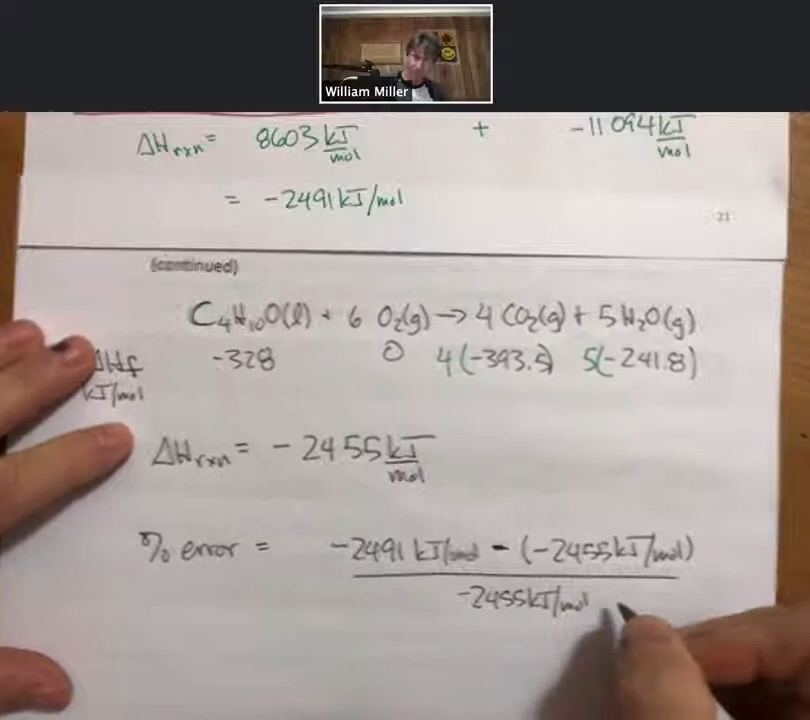 William Miller
ΔHrxn = 8603 kJ/mol + -11 094 kJ/mol
= -2491 kJ/mol
21
(continued)
C4H10O(l) + 6 O2(g) → 4 CO2(g) + 5 H2O(g)
ΔHf kJ/mol -328 0 4(-393.5) 5(-241.8)
ΔHrxn = -2455 kJ/mol
% error = -2491 kJ/mol - (-2455 kJ/mol)
-2455 kJ/mol